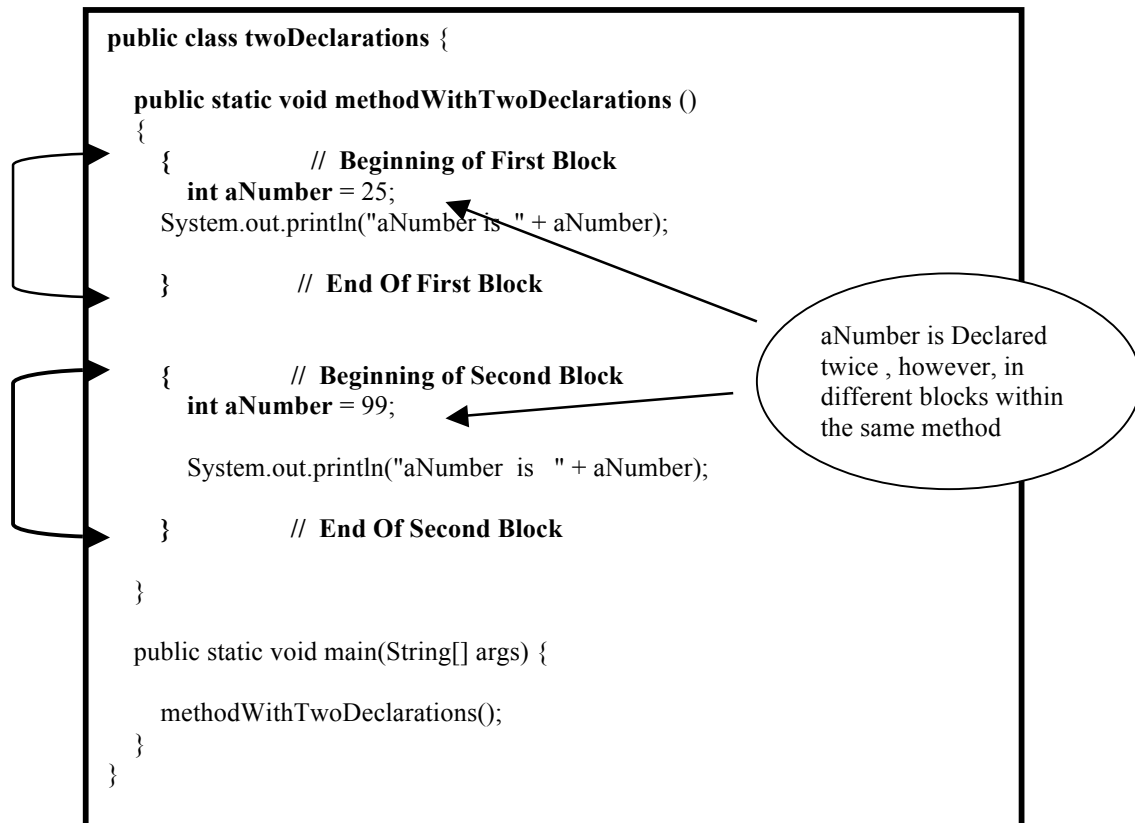 public class twoDeclarations {
public static void methodWithTwoDeclarations ()
{
{ // Beginning of First Block
int aNumber = 25;
System.out.println("aNumber is " + aNumber);
} // End Of First Block
{ // Beginning of Second Block
int aNumber = 99;
System.out.println("aNumber is " + aNumber);
} // End Of Second Block
}
public static void main(String[] args) {
methodWithTwoDeclarations();
}
}
aNumber is Declared
twice , however, in
different blocks within
the same method